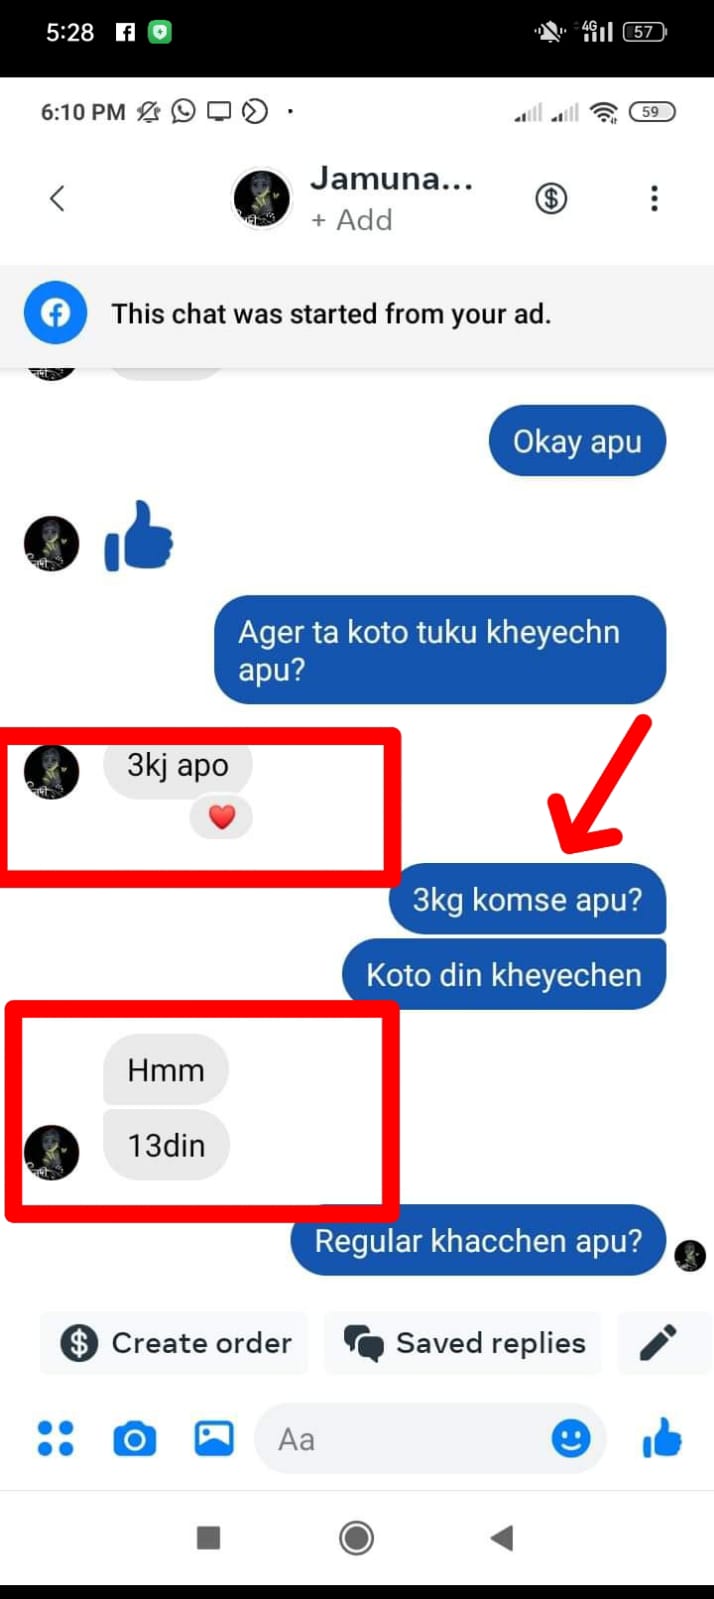 5:28
4G
57
6:10 PM
59
Jamuna...
+ Add
This chat was started from your ad.
Okay apu
Ager ta koto tuku kheyechn
apu?
3kj apo
3kg komse apu?
Koto din kheyechen
Hmm
13din
Regular khacchen apu?
Create order
Saved replies
Aa